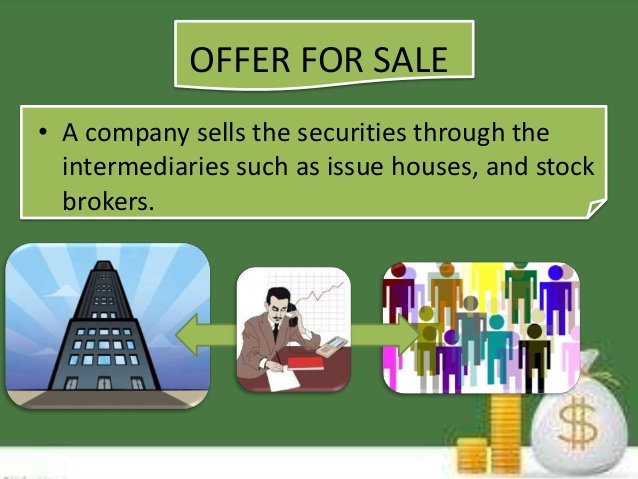 OFFER FOR SALE
• A company sells the securities through the
intermediaries such as issue houses, and stock
brokers.
$